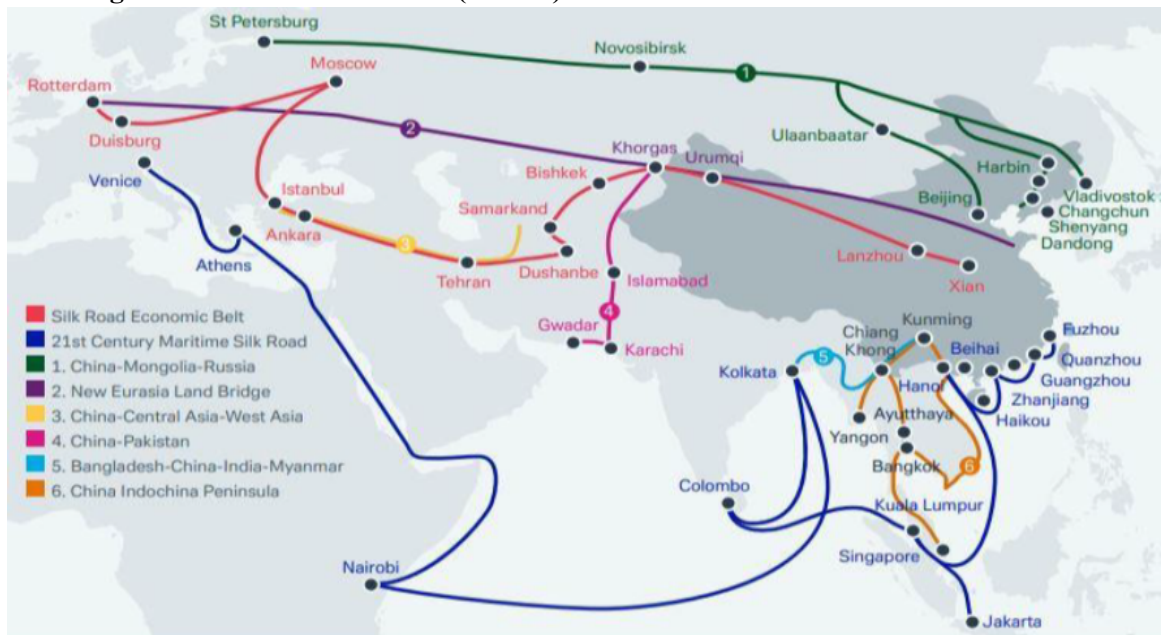 St Petersburg
Novosibirsk
1
Moscow
Rotterdam
Duisburg
2
Ulaanbaatar
Khorgas
Urumqi
Harbin
Bishkek
Venice
Istanbul
Beijing
Vladivostok
Samarkand
Changchun
Shenyang
Dandong
Ankara
3
Athens
Tehran
Dushanbe
Lanzhou
Xian
Islamabad
4
Gwadar
Karachi
Silk Road Economic Belt
21st Century Maritime Silk Road
1. China-Mongolia-Russia
2. New Eurasia Land Bridge
3. China-Central Asia-West Asia
4. China-Pakistan
5. Bangladesh-China-India-Myanmar
6. China Indochina Peninsula
Kunming
Chiang
Khong
Beihai
Fuzhou
Quanzhou
Guangzhou
Zhanjiang
Haikou
Kolkata
5
Hanoi
Ayutthaya
Yangon
Bangkok
6
Colombo
Kuala Lumpur
Singapore
Nairobi
Jakarta